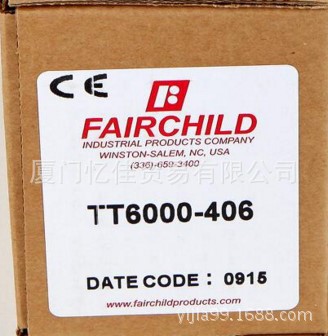 CE
FAIRCHILD
INDUSTRIAL PRODUCTS COMPANY
WINSTON-SALEM, NC, USA
(336)-659-3400
厦门忆佳贸易有限公司
TT6000-406
DATE CODE : 0915
www.fairchildproducts.com
yijia99.1688.com